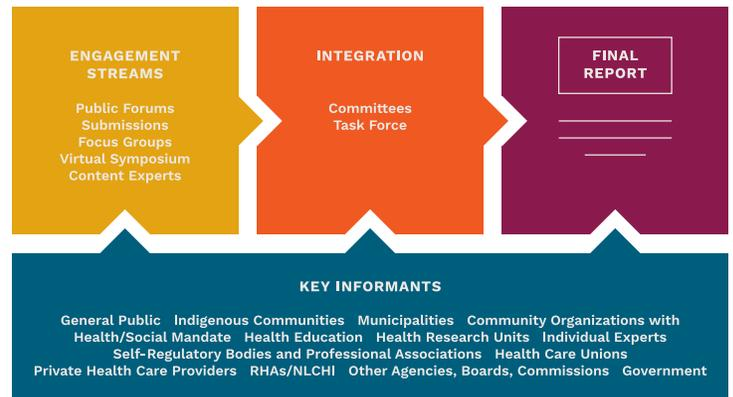 ENGAGEMENT
STREAMS
Public Forums
Submissions
Focus Groups
Virtual Symposium
Content Experts
INTEGRATION
Committees
Task Force
FINAL
REPORT
KEY INFORMANTS
General Public Indigenous Communities Municipalities Community Organizations with
Health/Social Mandate Health Education Health Research Units Individual Experts
Self-Regulatory Bodies and Professional Associations Health Care Unions
Private Health Care Providers RHAs/NLCHI Other Agencies, Boards, Commissions Government